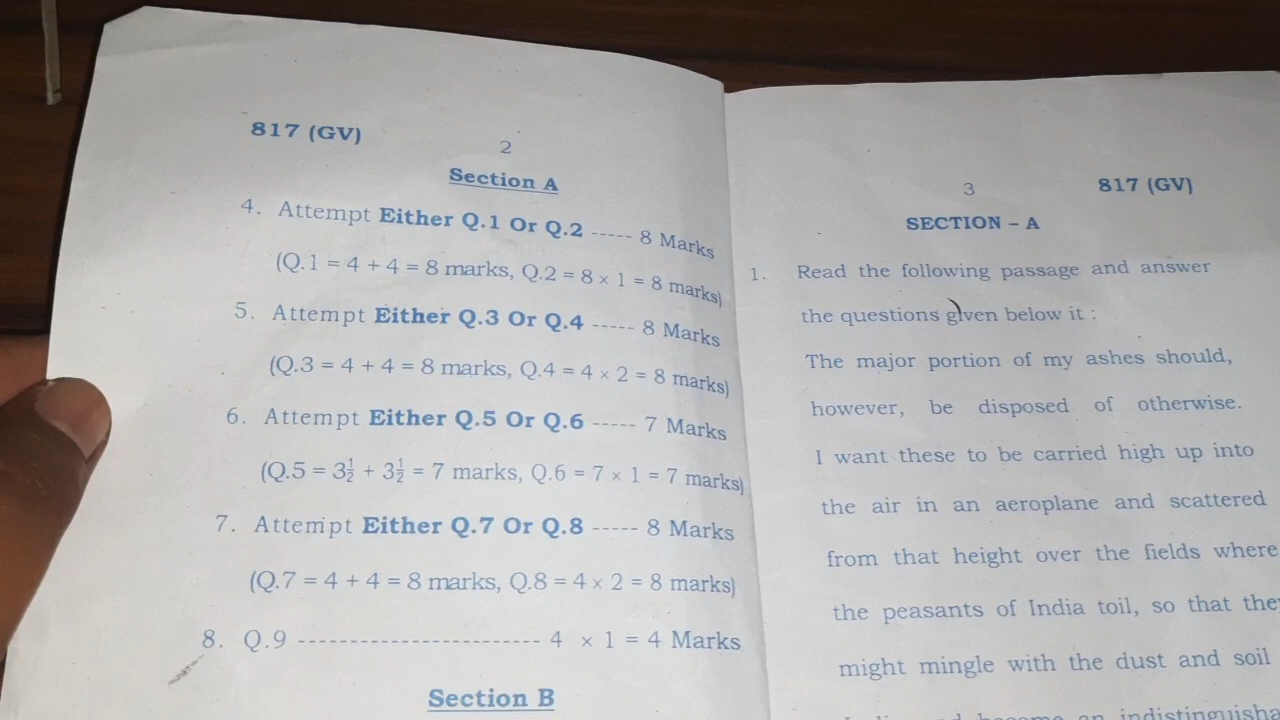 817 (GV)
2
Section A
4. Attempt Either Q.1 Or Q.2 ----- 8 Marks
(Q.1 = 4 + 4 = 8 marks, Q.2 = 8 × 1 = 8 marks)
5. Attempt Either Q.3 Or Q.4 ----- 8 Marks
(Q.3 = 4 + 4 = 8 marks, Q.4 = 4 × 2 = 8 marks)
6. Attempt Either Q.5 Or Q.6 ----- 7 Marks
(Q.5 = 3½ + 3½ = 7 marks, Q.6 = 7 × 1 = 7 marks)
7. Attempt Either Q.7 Or Q.8 ----- 8 Marks
(Q.7 = 4 + 4 = 8 marks, Q.8 = 4 × 2 = 8 marks)
8. Q.9 ------------------------ 4 × 1 = 4 Marks
Section B
3 817 (GV)
SECTION – A
1. Read the following passage and answer
the questions given below it :
The major portion of my ashes should,
however, be disposed of otherwise.
I want these to be carried high up into
the air in an aeroplane and scattered
from that height over the fields where
the peasants of India toil, so that they
might mingle with the dust and soil
an